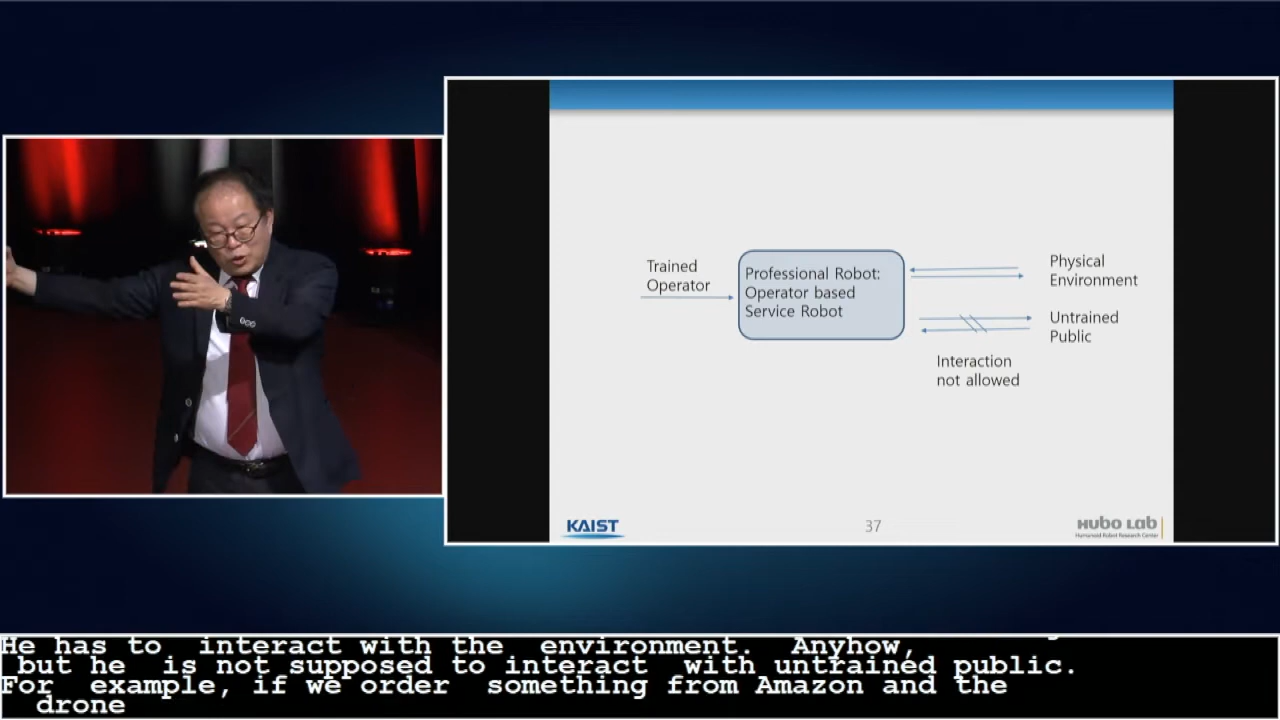 Trained
Operator
Professional Robot:
Operator based
Service Robot
Physical
Environment
Untrained
Public
Interaction
not allowed
KAIST
37
HUBO LAB
Humanoid Robot Research Center
He has to interact with the environment. Anyhow,
but he is not supposed to interact with untrained public.
For example, if we order something from Amazon and the
drone